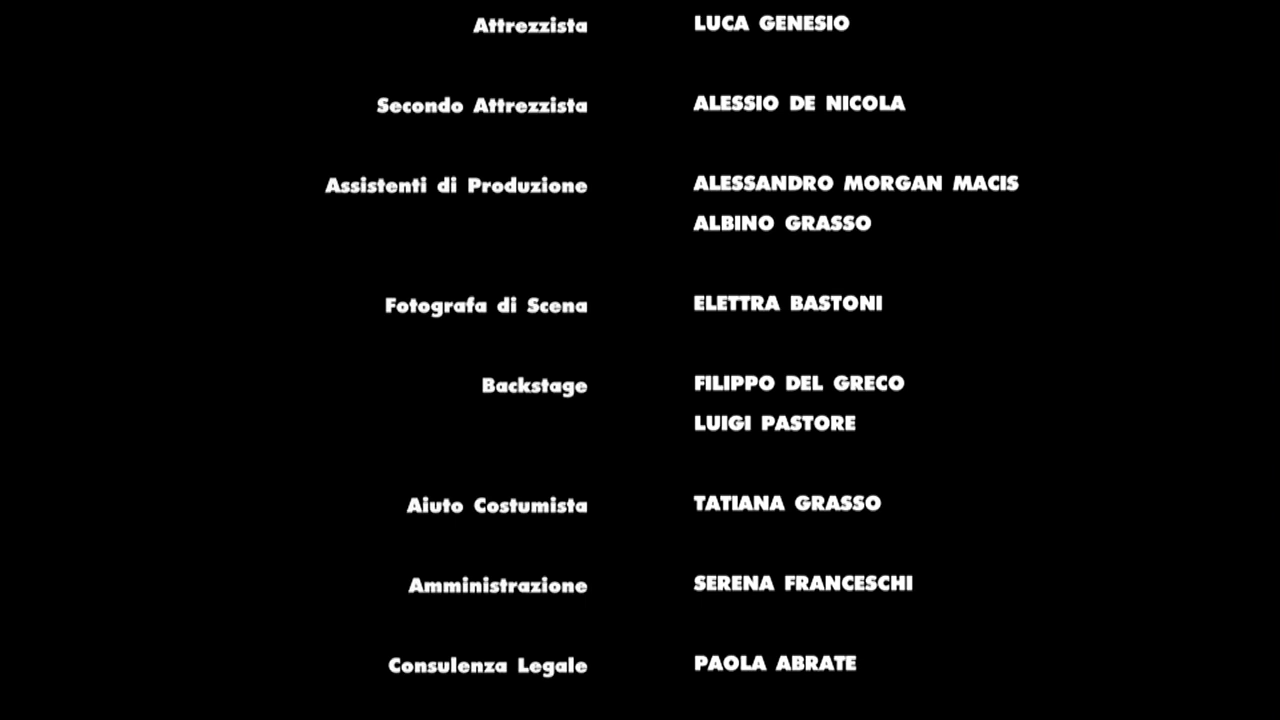 Attrezzista LUCA GENESIO
Secondo Attrezzista ALESSIO DE NICOLA
Assistenti di Produzione ALESSANDRO MORGAN MACIS
ALBINO GRASSO
Fotografa di Scena ELETTRA BASTONI
Backstage FILIPPO DEL GRECO
LUIGI PASTORE
Aiuto Costumista TATIANA GRASSO
Amministrazione SERENA FRANCESCHI
Consulenza Legale PAOLA ABRATE